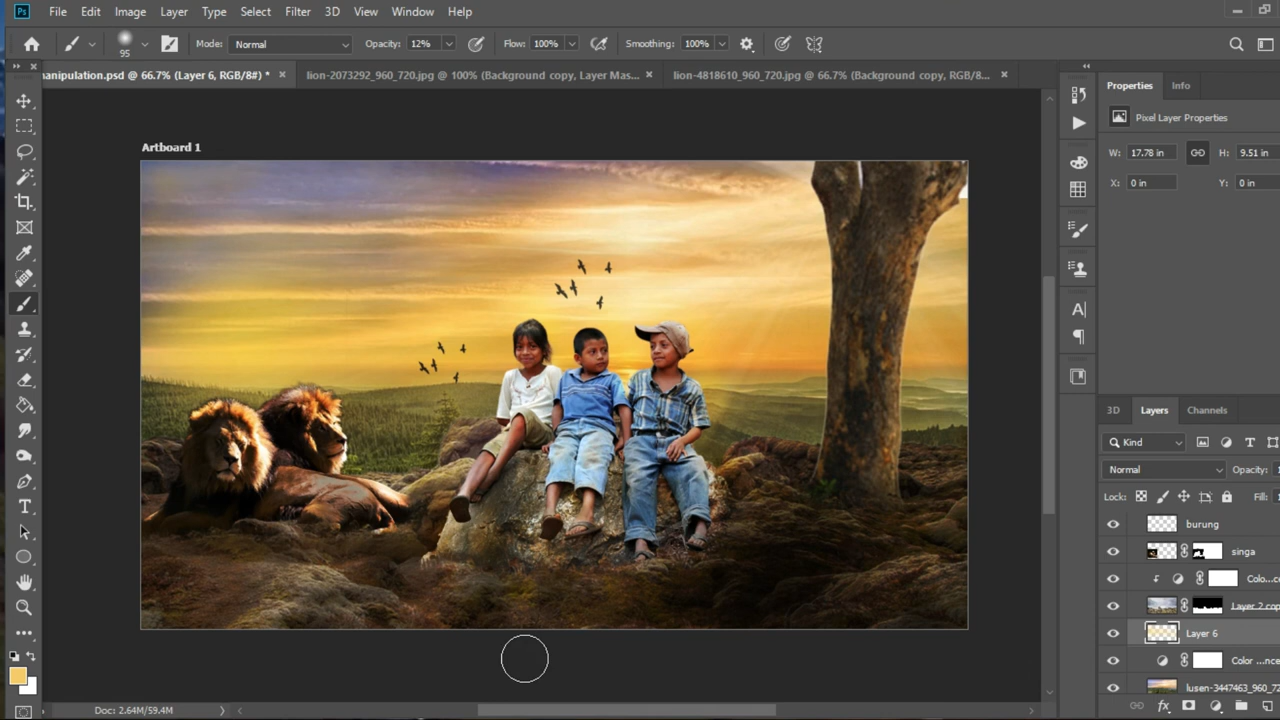 Ps File Edit Image Layer Type Select Filter 3D View Window Help
95 Mode: Normal Opacity: 12% Flow: 100% Smoothing: 100%
anipulation.psd @ 66.7% (Layer 6, RGB/8#) * × lion-2073292_960_720.jpg @ 100% (Background copy, Layer Mas... × lion-4818610_960_720.jpg @ 66.7% (Background copy, RGB/8... ×
Artboard 1
Properties Info
Pixel Layer Properties
W: 17.78 in H: 9.51 in
X: 0 in Y: 0 in
3D Layers Channels
Kind
Normal Opacity:
Lock: Fill:
burung
singa
Colo...c
Layer 2 cop
Layer 6
Color ...nce
lusen-3447463_960_72
Doc: 2.64M/59.4M